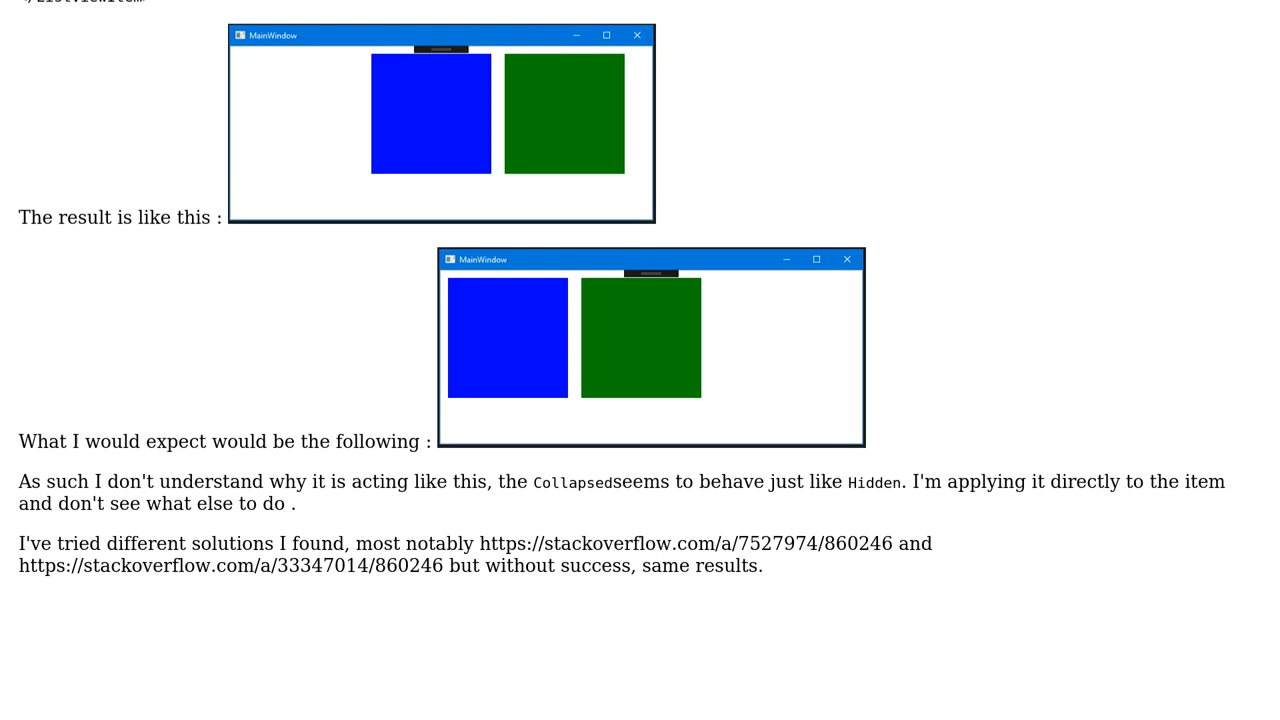 </ListViewItem>
MainWindow
The result is like this :
MainWindow
What I would expect would be the following :
As such I don't understand why it is acting like this, the Collapsedseems to behave just like Hidden. I'm applying it directly to the item
and don't see what else to do .
I've tried different solutions I found, most notably https://stackoverflow.com/a/7527974/860246 and
https://stackoverflow.com/a/33347014/860246 but without success, same results.